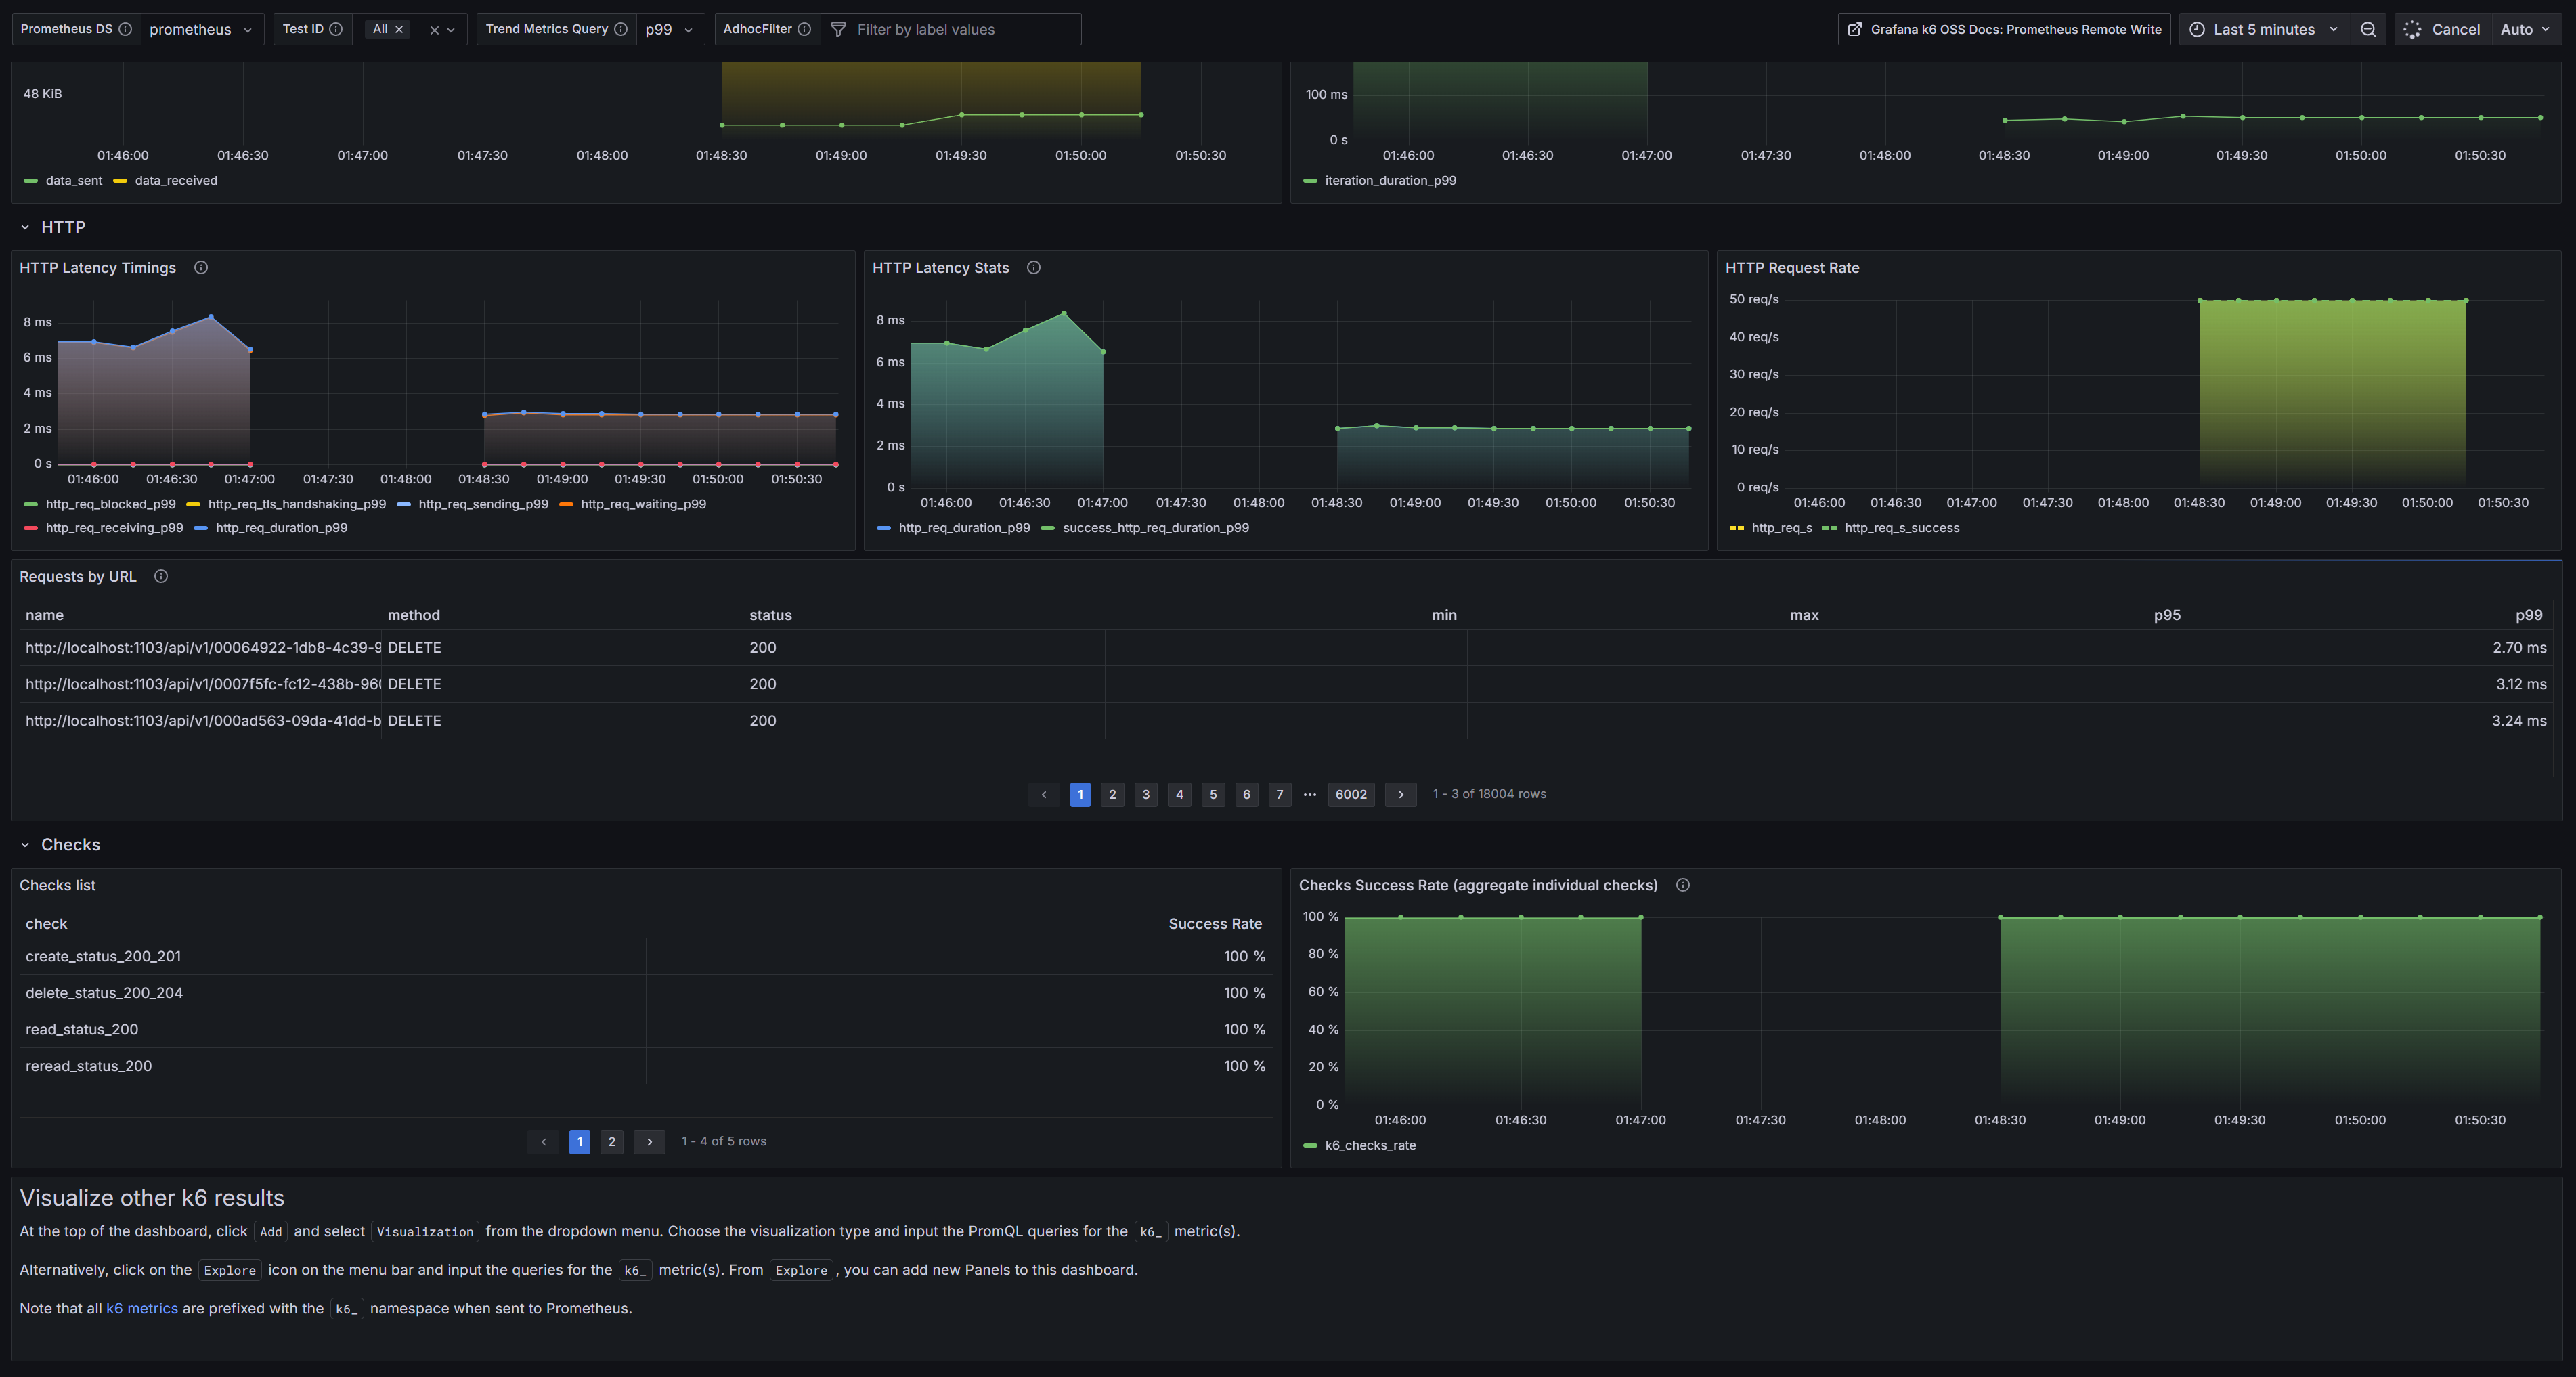 Prometheus DS prometheus Test ID All Trend Metrics Query p99 AdhocFilter Filter by label values Grafana k6 OSS Docs: Prometheus Remote Write Last 5 minutes Cancel Auto
48 KiB
01:46:00 01:46:30 01:47:00 01:47:30 01:48:00 01:48:30 01:49:00 01:49:30 01:50:00 01:50:30
data_sent data_received
100 ms
0 s
01:46:00 01:46:30 01:47:00 01:47:30 01:48:00 01:48:30 01:49:00 01:49:30 01:50:00 01:50:30
iteration_duration_p99
HTTP
HTTP Latency Timings
8 ms
6 ms
4 ms
2 ms
0 s
01:46:00 01:46:30 01:47:00 01:47:30 01:48:00 01:48:30 01:49:00 01:49:30 01:50:00 01:50:30
http_req_blocked_p99 http_req_tls_handshaking_p99 http_req_sending_p99 http_req_waiting_p99
http_req_receiving_p99 http_req_duration_p99
HTTP Latency Stats
8 ms
6 ms
4 ms
2 ms
0 s
01:46:00 01:46:30 01:47:00 01:47:30 01:48:00 01:48:30 01:49:00 01:49:30 01:50:00 01:50:30
http_req_duration_p99 success_http_req_duration_p99
HTTP Request Rate
50 req/s
40 req/s
30 req/s
20 req/s
10 req/s
0 req/s
01:46:00 01:46:30 01:47:00 01:47:30 01:48:00 01:48:30 01:49:00 01:49:30 01:50:00 01:50:30
http_req_s http_req_s_success
Requests by URL
name method status min max p95 p99
http://localhost:1103/api/v1/00064922-1db8-4c39-9 DELETE 200 2.70 ms
http://localhost:1103/api/v1/0007f5fc-fc12-438b-960 DELETE 200 3.12 ms
http://localhost:1103/api/v1/000ad563-09da-41dd-b DELETE 200 3.24 ms
1 2 3 4 5 6 7 ... 6002 1 - 3 of 18004 rows
Checks
Checks list
check Success Rate
create_status_200_201 100 %
delete_status_200_204 100 %
read_status_200 100 %
reread_status_200 100 %
1 2 1 - 4 of 5 rows
Checks Success Rate (aggregate individual checks)
100 %
80 %
60 %
40 %
20 %
0 %
01:46:00 01:46:30 01:47:00 01:47:30 01:48:00 01:48:30 01:49:00 01:49:30 01:50:00 01:50:30
k6_checks_rate
Visualize other k6 results
At the top of the dashboard, click Add and select Visualization from the dropdown menu. Choose the visualization type and input the PromQL queries for the k6_ metric(s).
Alternatively, click on the Explore icon on the menu bar and input the queries for the k6_ metric(s). From Explore, you can add new Panels to this dashboard.
Note that all k6 metrics are prefixed with the k6_ namespace when sent to Prometheus.